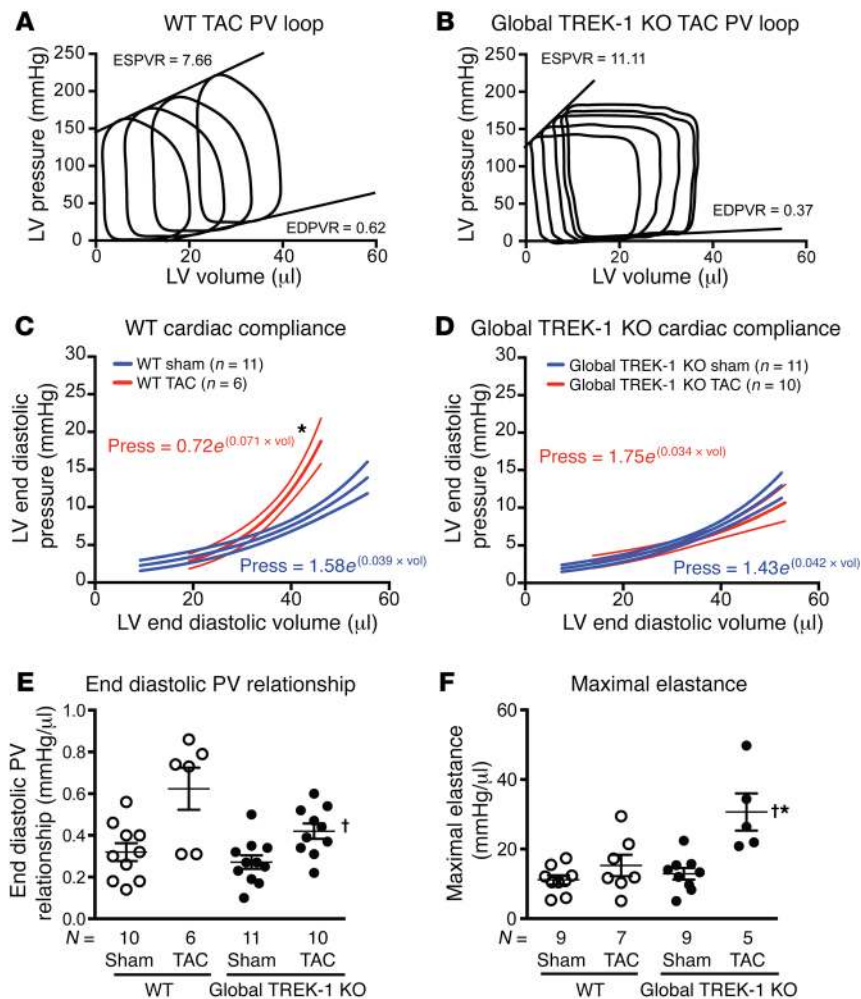 A
WT TAC PV loop
ESPVR = 7.66
LV pressure (mmHg)
250
200
150
100
50
0
EDPVR = 0.62
0
20
40
60
LV volume (μl)
B
Global TREK-1 KO TAC PV loop
ESPVR = 11.11
LV pressure (mmHg)
250
200
150
100
50
0
EDPVR = 0.37
0
20
40
60
LV volume (μl)
C
WT cardiac compliance
LV end diastolic
pressure (mmHg)
30
25
20
15
10
5
0
WT sham (n = 11)
WT TAC (n = 6)
*
Press = 0.72e(0.071 × vol)
Press = 1.58e(0.039 × vol)
0
20
40
60
LV end diastolic volume (μl)
D
Global TREK-1 KO cardiac compliance
LV end diastolic
pressure (mmHg)
30
25
20
15
10
5
0
Global TREK-1 KO sham (n = 11)
Global TREK-1 KO TAC (n = 10)
Press = 1.75e(0.034 × vol)
Press = 1.43e(0.042 × vol)
0
20
40
60
LV end diastolic volume (μl)
E
End diastolic PV relationship
End diastolic PV
relationship (mmHg/μl)
1.0
0.8
0.6
0.4
0.2
0.0
†
N = 10 6 11 10
Sham TAC Sham TAC
WT Global TREK-1 KO
F
Maximal elastance
Maximal elastance
(mmHg/μl)
60
40
20
0
†*
N = 9 7 9 5
Sham TAC Sham TAC
WT Global TREK-1 KO